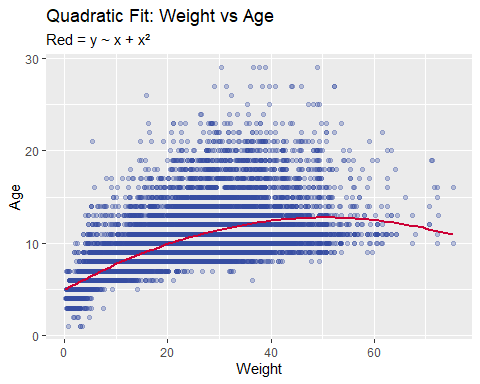 Quadratic Fit: Weight vs Age
Red = y ~ x + x²
30
20
10
0
Age
0
20
40
60
Weight